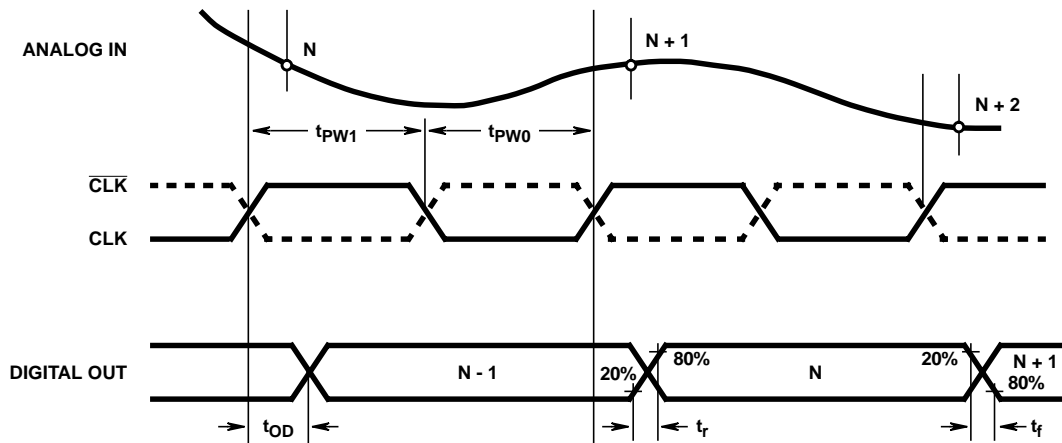 ANALOG IN
N
N + 1
N + 2
tPW1
tPW0
CLK
CLK
DIGITAL OUT
N - 1
20%
80%
N
20%
N + 1
80%
tOD
tr
tf